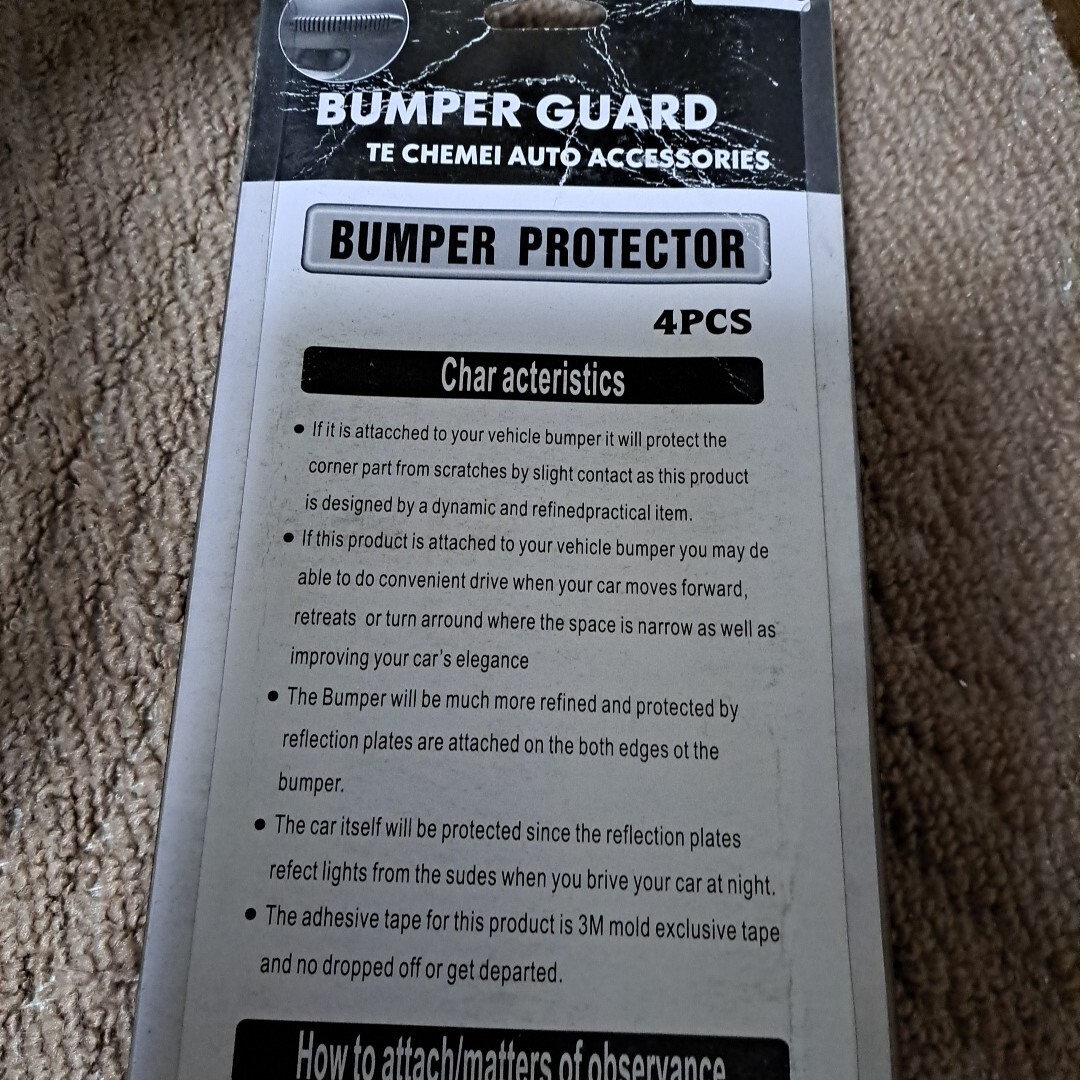 BUMPER GUARD
TE CHEMEI AUTO ACCESSORIES
BUMPER PROTECTOR
4PCS
Char acteristics
• If it is attacched to your vehicle bumper it will protect the
corner part from scratches by slight contact as this product
is designed by a dynamic and refinedpractical item.
• If this product is attached to your vehicle bumper you may de
able to do convenient drive when your car moves forward,
retreats or turn arround where the space is narrow as well as
improving your car's elegance
• The Bumper will be much more refined and protected by
reflection plates are attached on the both edges ot the
bumper.
• The car itself will be protected since the reflection plates
refect lights from the sudes when you brive your car at night.
• The adhesive tape for this product is 3M mold exclusive tape
and no dropped off or get departed.
How to attach/matters of observance